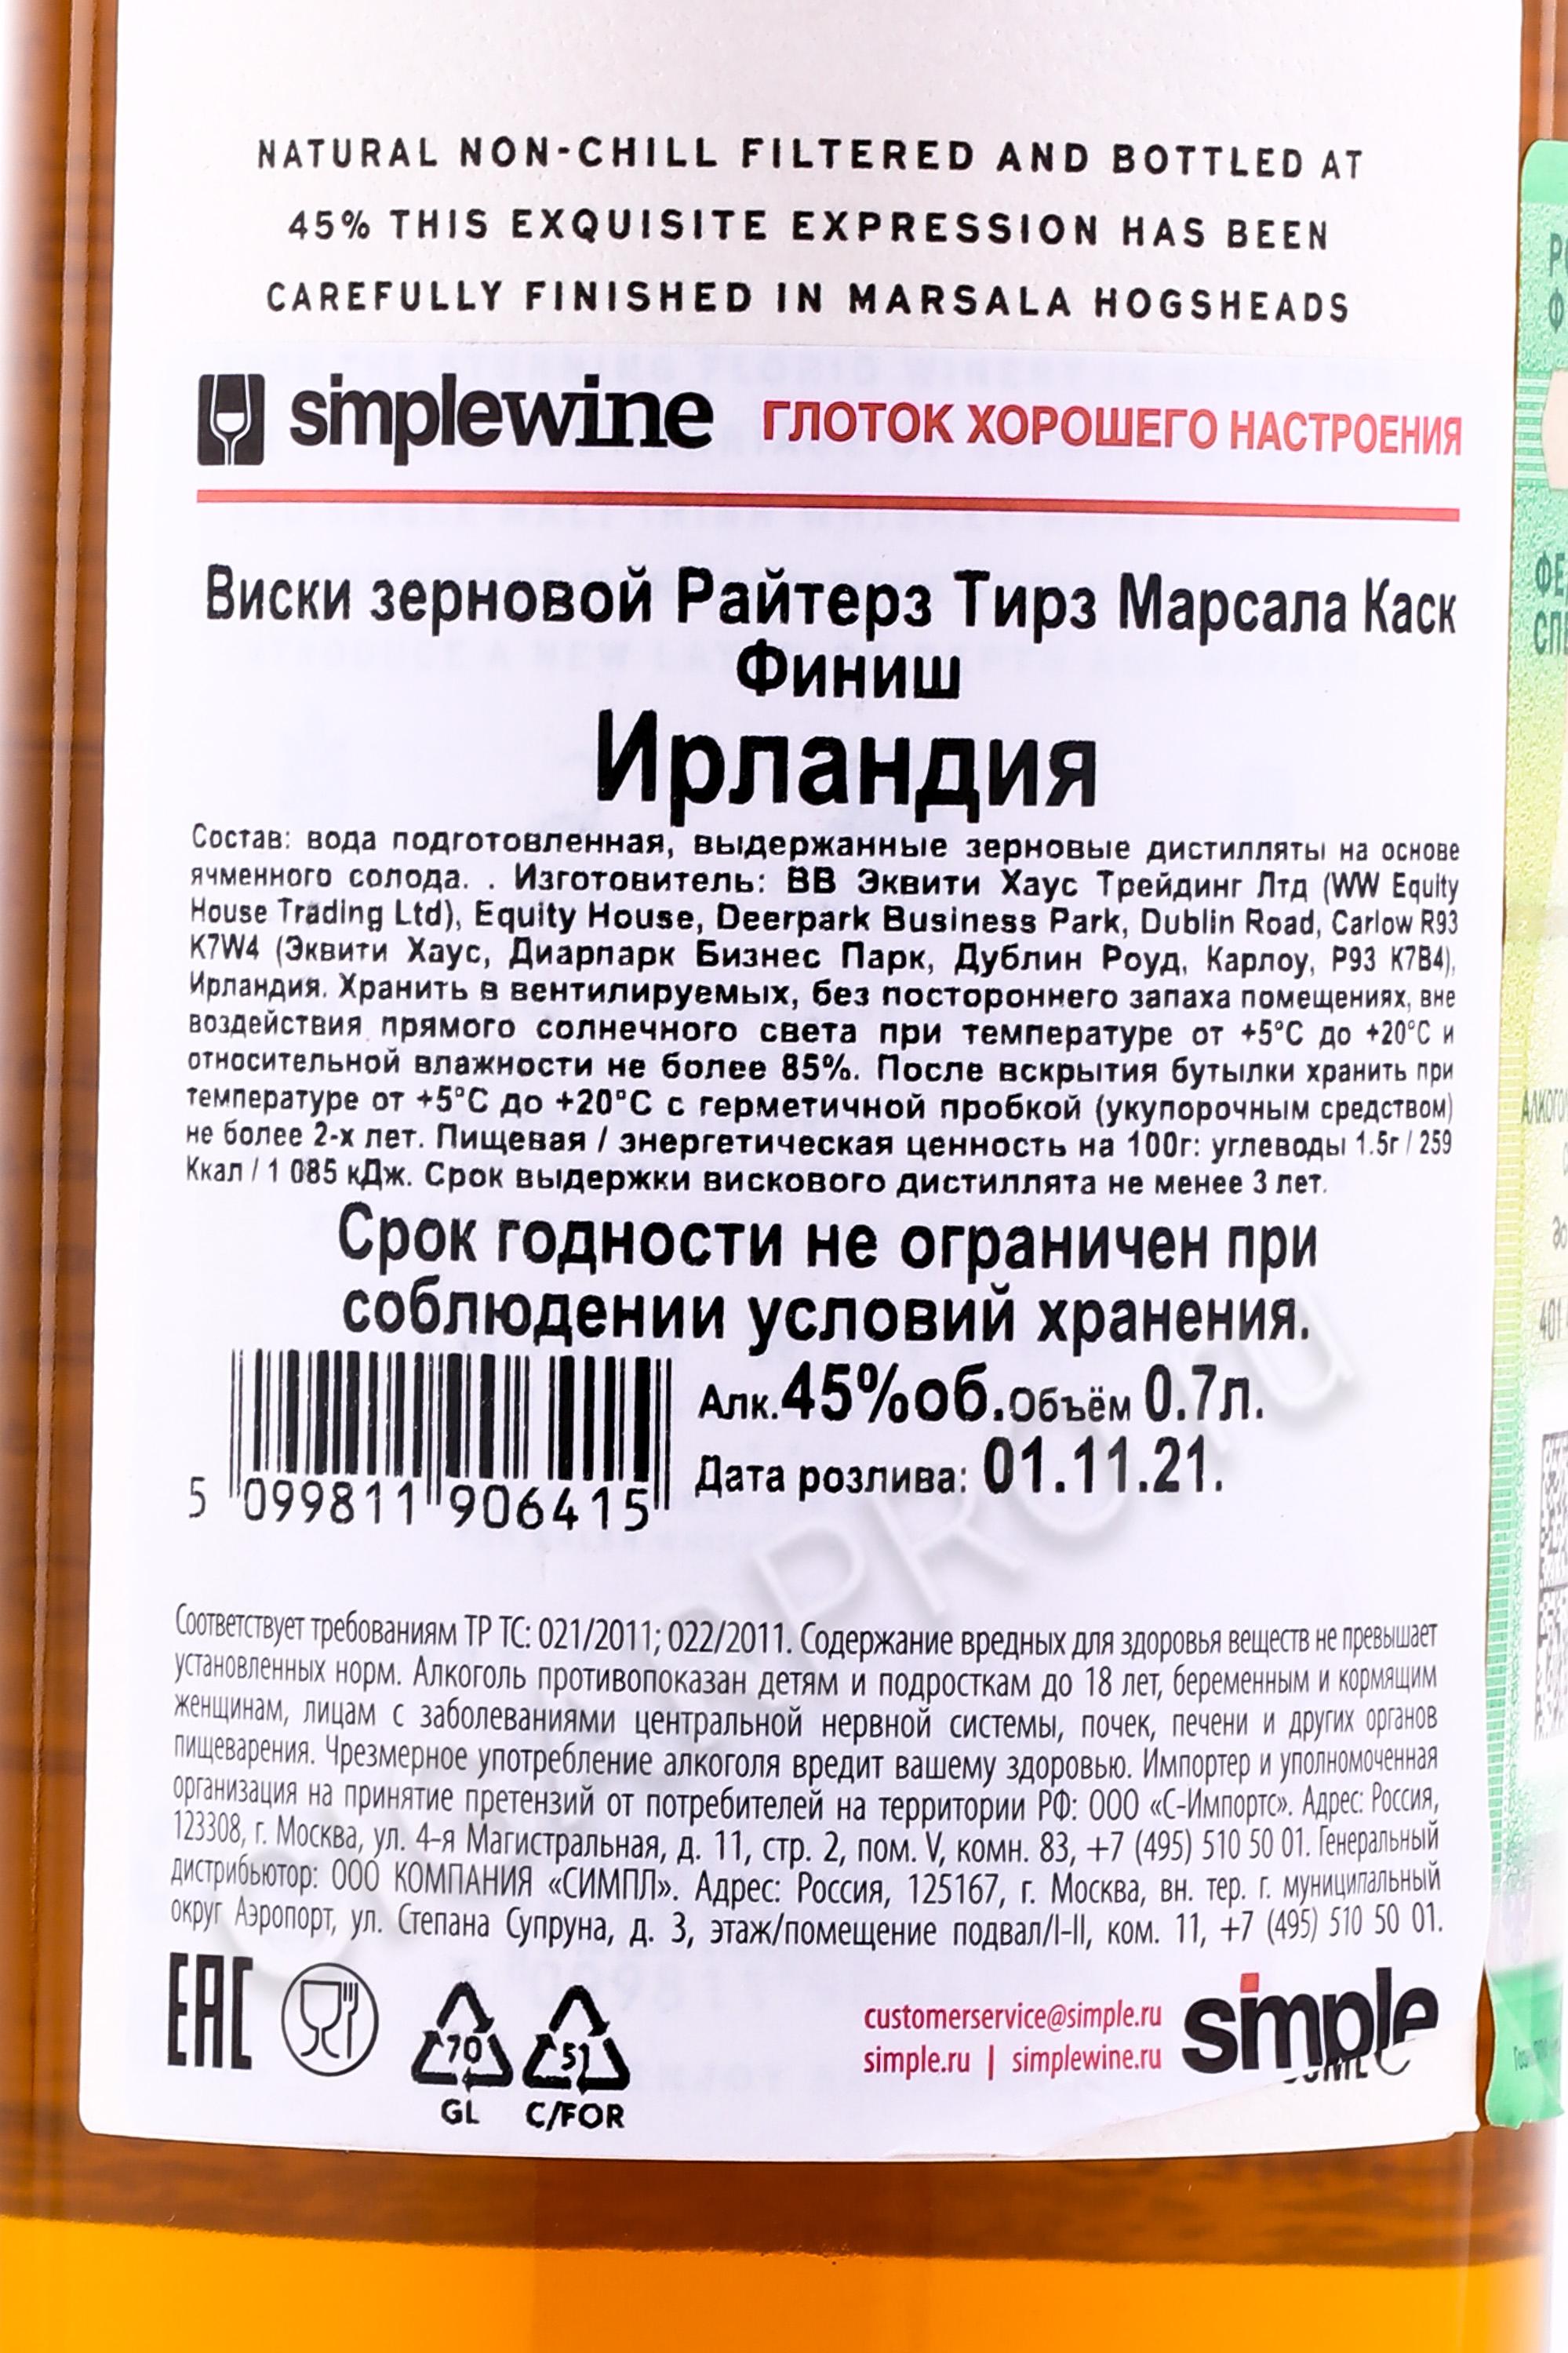 NATURAL NON-CHILL FILTERED AND BOTTLED AT
45% THIS EXQUISITE EXPRESSION HAS BEEN
CAREFULLY FINISHED IN MARSALA HOGSHEADS
simplewine ГЛОТОК ХОРОШЕГО НАСТРОЕНИЯ
Виски зерновой Райтерз Тирз Марсала Каск
Финиш
Ирландия
Состав: вода подготовленная, выдержанные зерновые дистилляты на основе
ячменного солода. . Изготовитель: ВВ Эквити Хаус Трейдинг Лтд (WW Equity
House Trading Ltd), Equity House, Deerpark Business Park, Dublin Road, Carlow R93
K7W4 (Эквити Хаус, Диарпарк Бизнес Парк, Дублин Роуд, Карлоу, Р93 К7В4),
Ирландия. Хранить в вентилируемых, без постороннего запаха помещениях, вне
воздействия прямого солнечного света при температуре от +5°С до +20°С и
относительной влажности не более 85%. После вскрытия бутылки хранить при
температуре от +5°С до +20°С с герметичной пробкой (укупорочным средством)
не более 2-х лет. Пищевая / энергетическая ценность на 100г: углеводы 1.5г / 259
Ккал / 1 085 кДж. Срок выдержки вискового дистиллята не менее 3 лет.
Срок годности не ограничен при
соблюдении условий хранения.
Алк.45%об.Объём 0.7л.
Дата розлива: 01.11.21.
5 099811 906415
Соответствует требованиям ТР ТС: 021/2011; 022/2011. Содержание вредных для здоровья веществ не превышает
установленных норм. Алкоголь противопоказан детям и подросткам до 18 лет, беременным и кормящим
женщинам, лицам с заболеваниями центральной нервной системы, почек, печени и других органов
пищеварения. Чрезмерное употребление алкоголя вредит вашему здоровью. Импортер и уполномоченная
организация на принятие претензий от потребителей на территории РФ: ООО «С-Импортс». Адрес: Россия,
123308, г. Москва, ул. 4-я Магистральная, д. 11, стр. 2, пом. V, комн. 83, +7 (495) 510 50 01. Генеральный
дистрибьютор: ООО КОМПАНИЯ «СИМПЛ». Адрес: Россия, 125167, г. Москва, вн. тер. г. муниципальный
округ Аэропорт, ул. Степана Супруна, д. 3, этаж/помещение подвал/I-II, ком. 11, +7 (495) 510 50 01.
EAC
70
GL
51
C/FOR
customerservice@simple.ru
simple.ru | simplewine.ru
simple
CIGARPRO.ru